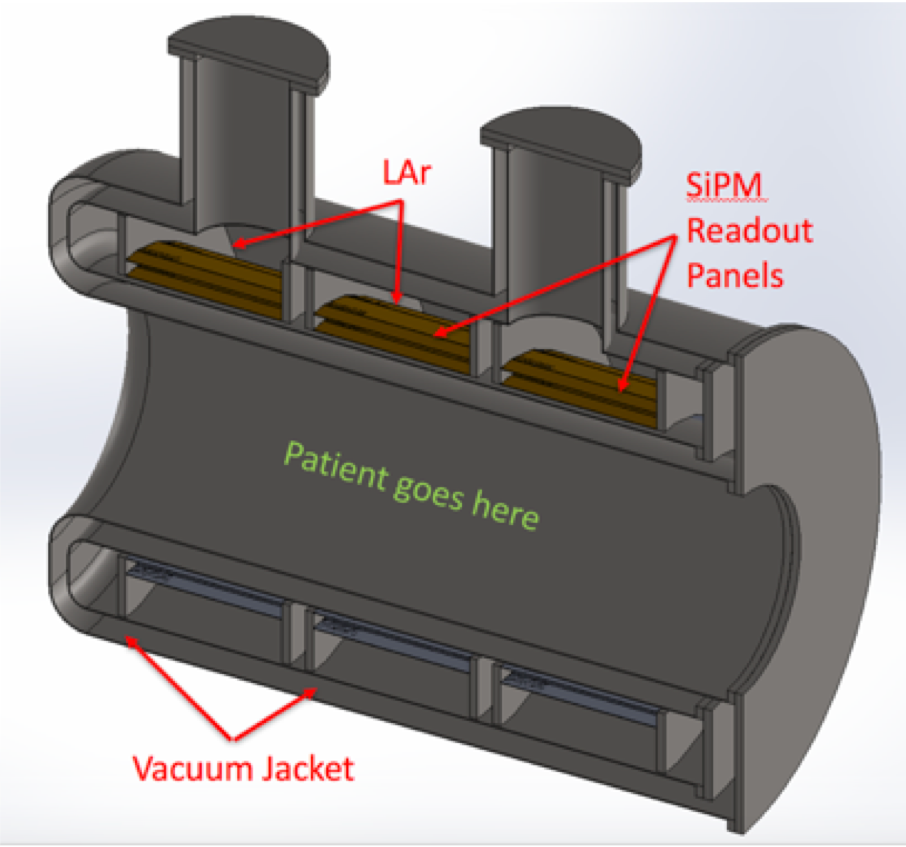 LAr
SiPM
Readout
Panels
Patient goes here
Vacuum Jacket